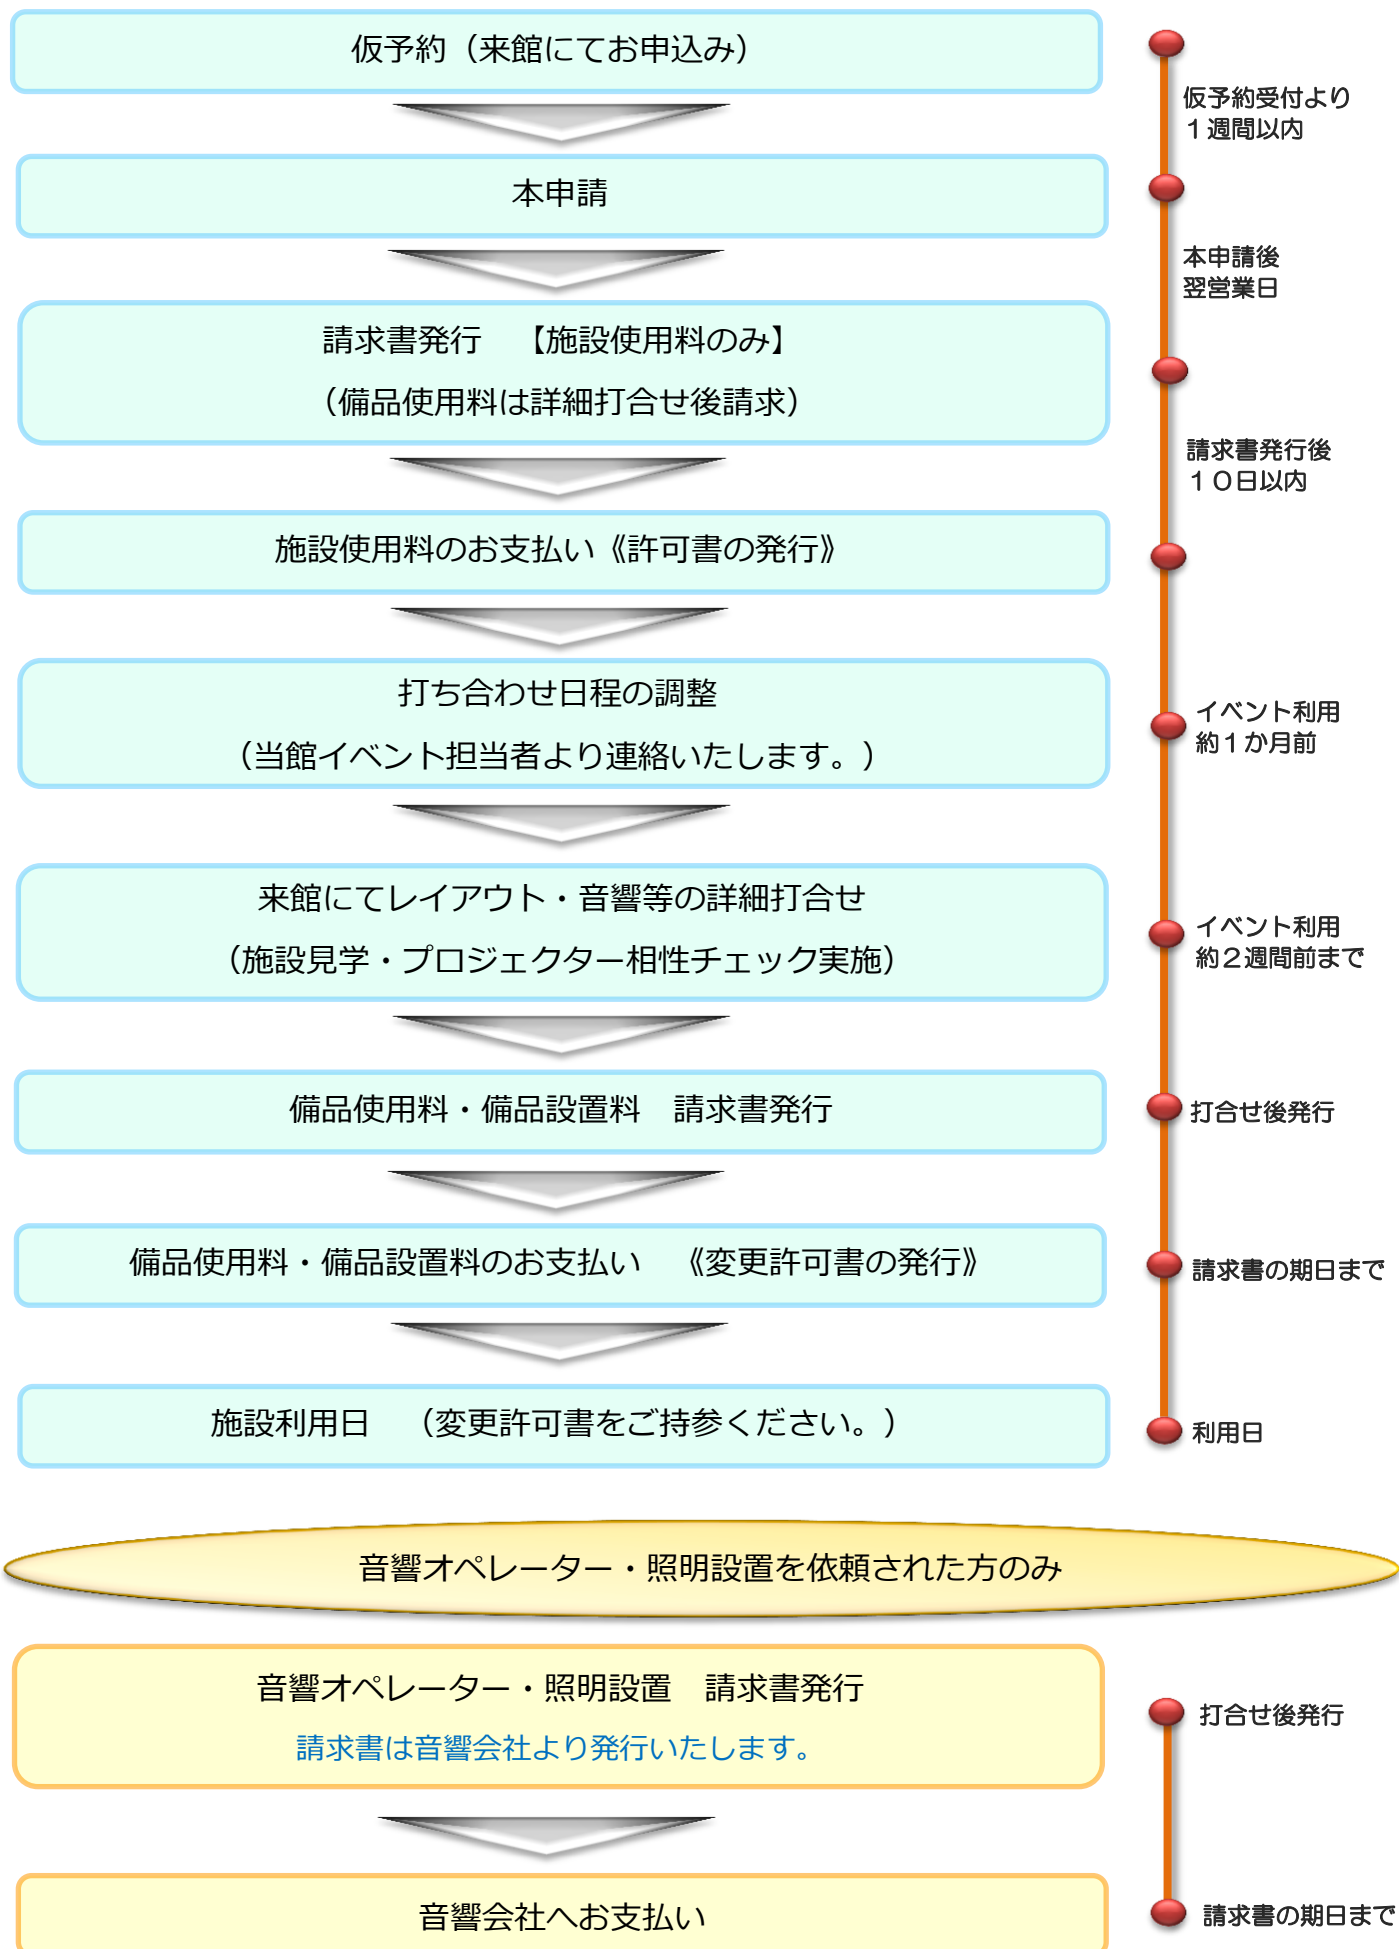 仮予約（来館にてお申込み）
仮予約受付より
１週間以内
本申請
本申請後
翌営業日
請求書発行　【施設使用料のみ】
（備品使用料は詳細打合せ後請求）
請求書発行後
１０日以内
施設使用料のお支払い《許可書の発行》
打ち合わせ日程の調整
（当館イベント担当者より連絡いたします。）
イベント利用
約１か月前
来館にてレイアウト・音響等の詳細打合せ
（施設見学・プロジェクター相性チェック実施）
イベント利用
約２週間前まで
備品使用料・備品設置料　請求書発行
打合せ後発行
備品使用料・備品設置料のお支払い　《変更許可書の発行》
請求書の期日まで
施設利用日　（変更許可書をご持参ください。）
利用日
音響オペレーター・照明設置を依頼された方のみ
音響オペレーター・照明設置　請求書発行
請求書は音響会社より発行いたします。
打合せ後発行
音響会社へお支払い
請求書の期日まで